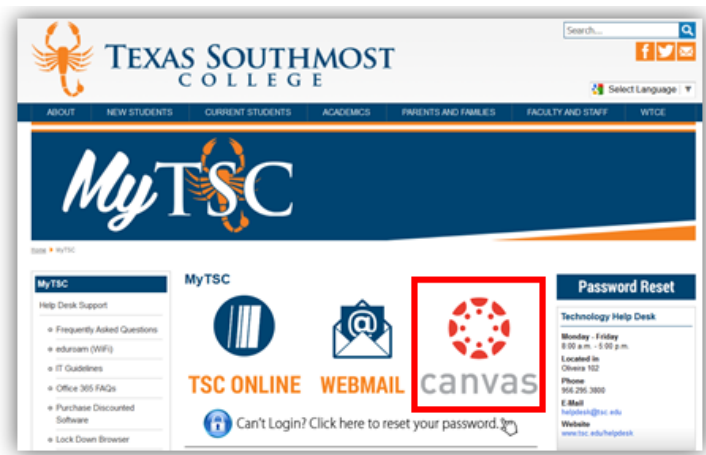 Search...
TEXAS SOUTHMOST
COLLEGE
Select Language ▼
ABOUT NEW STUDENTS CURRENT STUDENTS ACADEMICS PARENTS AND FAMILIES FACULTY AND STAFF WTCE
MyTSC
Home MyTSC
MyTSC
Help Desk Support
Frequently Asked Questions
eduroam (WiFi)
IT Guidelines
Office 365 FAQs
Purchase Discounted
Software
Lock Down Browser
MyTSC
TSC ONLINE
WEBMAIL
canvas
Can't Login? Click here to reset your password.
Password Reset
Technology Help Desk
Monday - Friday
8:00 a.m. - 5:00 p.m.
Located in
Oliveira 102
Phone
956.295.3800
E-Mail
helpdesk@tsc.edu
Website
www.tsc.edu/helpdesk